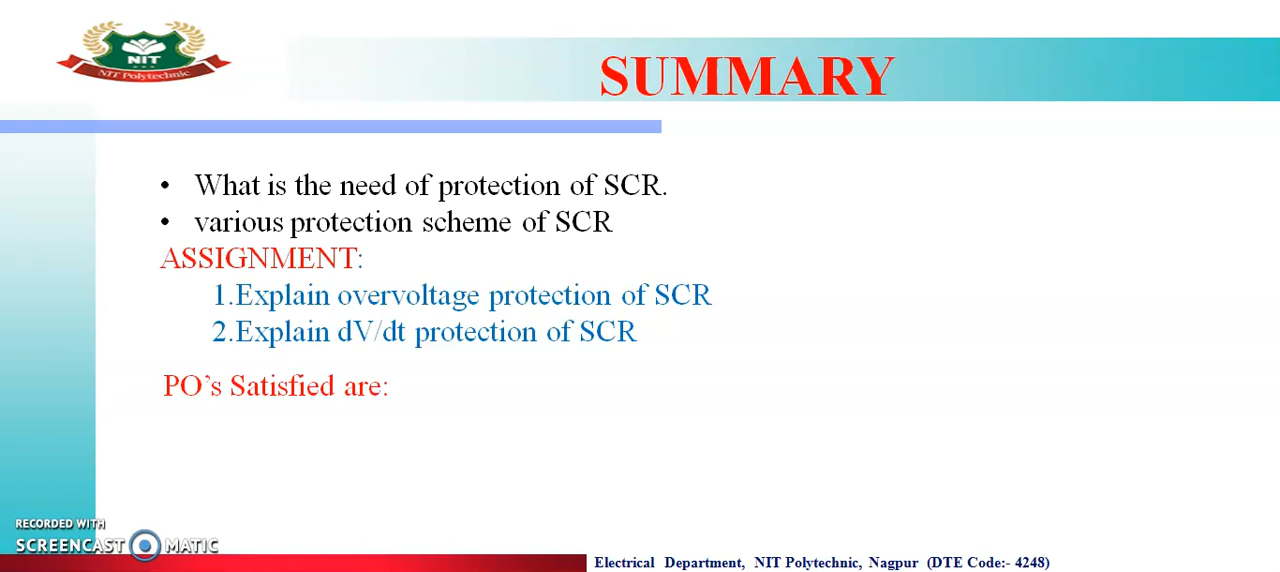 NIT
NIT Polytechnic
SUMMARY
• What is the need of protection of SCR.
• various protection scheme of SCR
ASSIGNMENT:
1.Explain overvoltage protection of SCR
2.Explain dV/dt protection of SCR
PO’s Satisfied are:
RECORDED WITH
SCREENCAST MATIC
Electrical Department, NIT Polytechnic, Nagpur (DTE Code:- 4248)